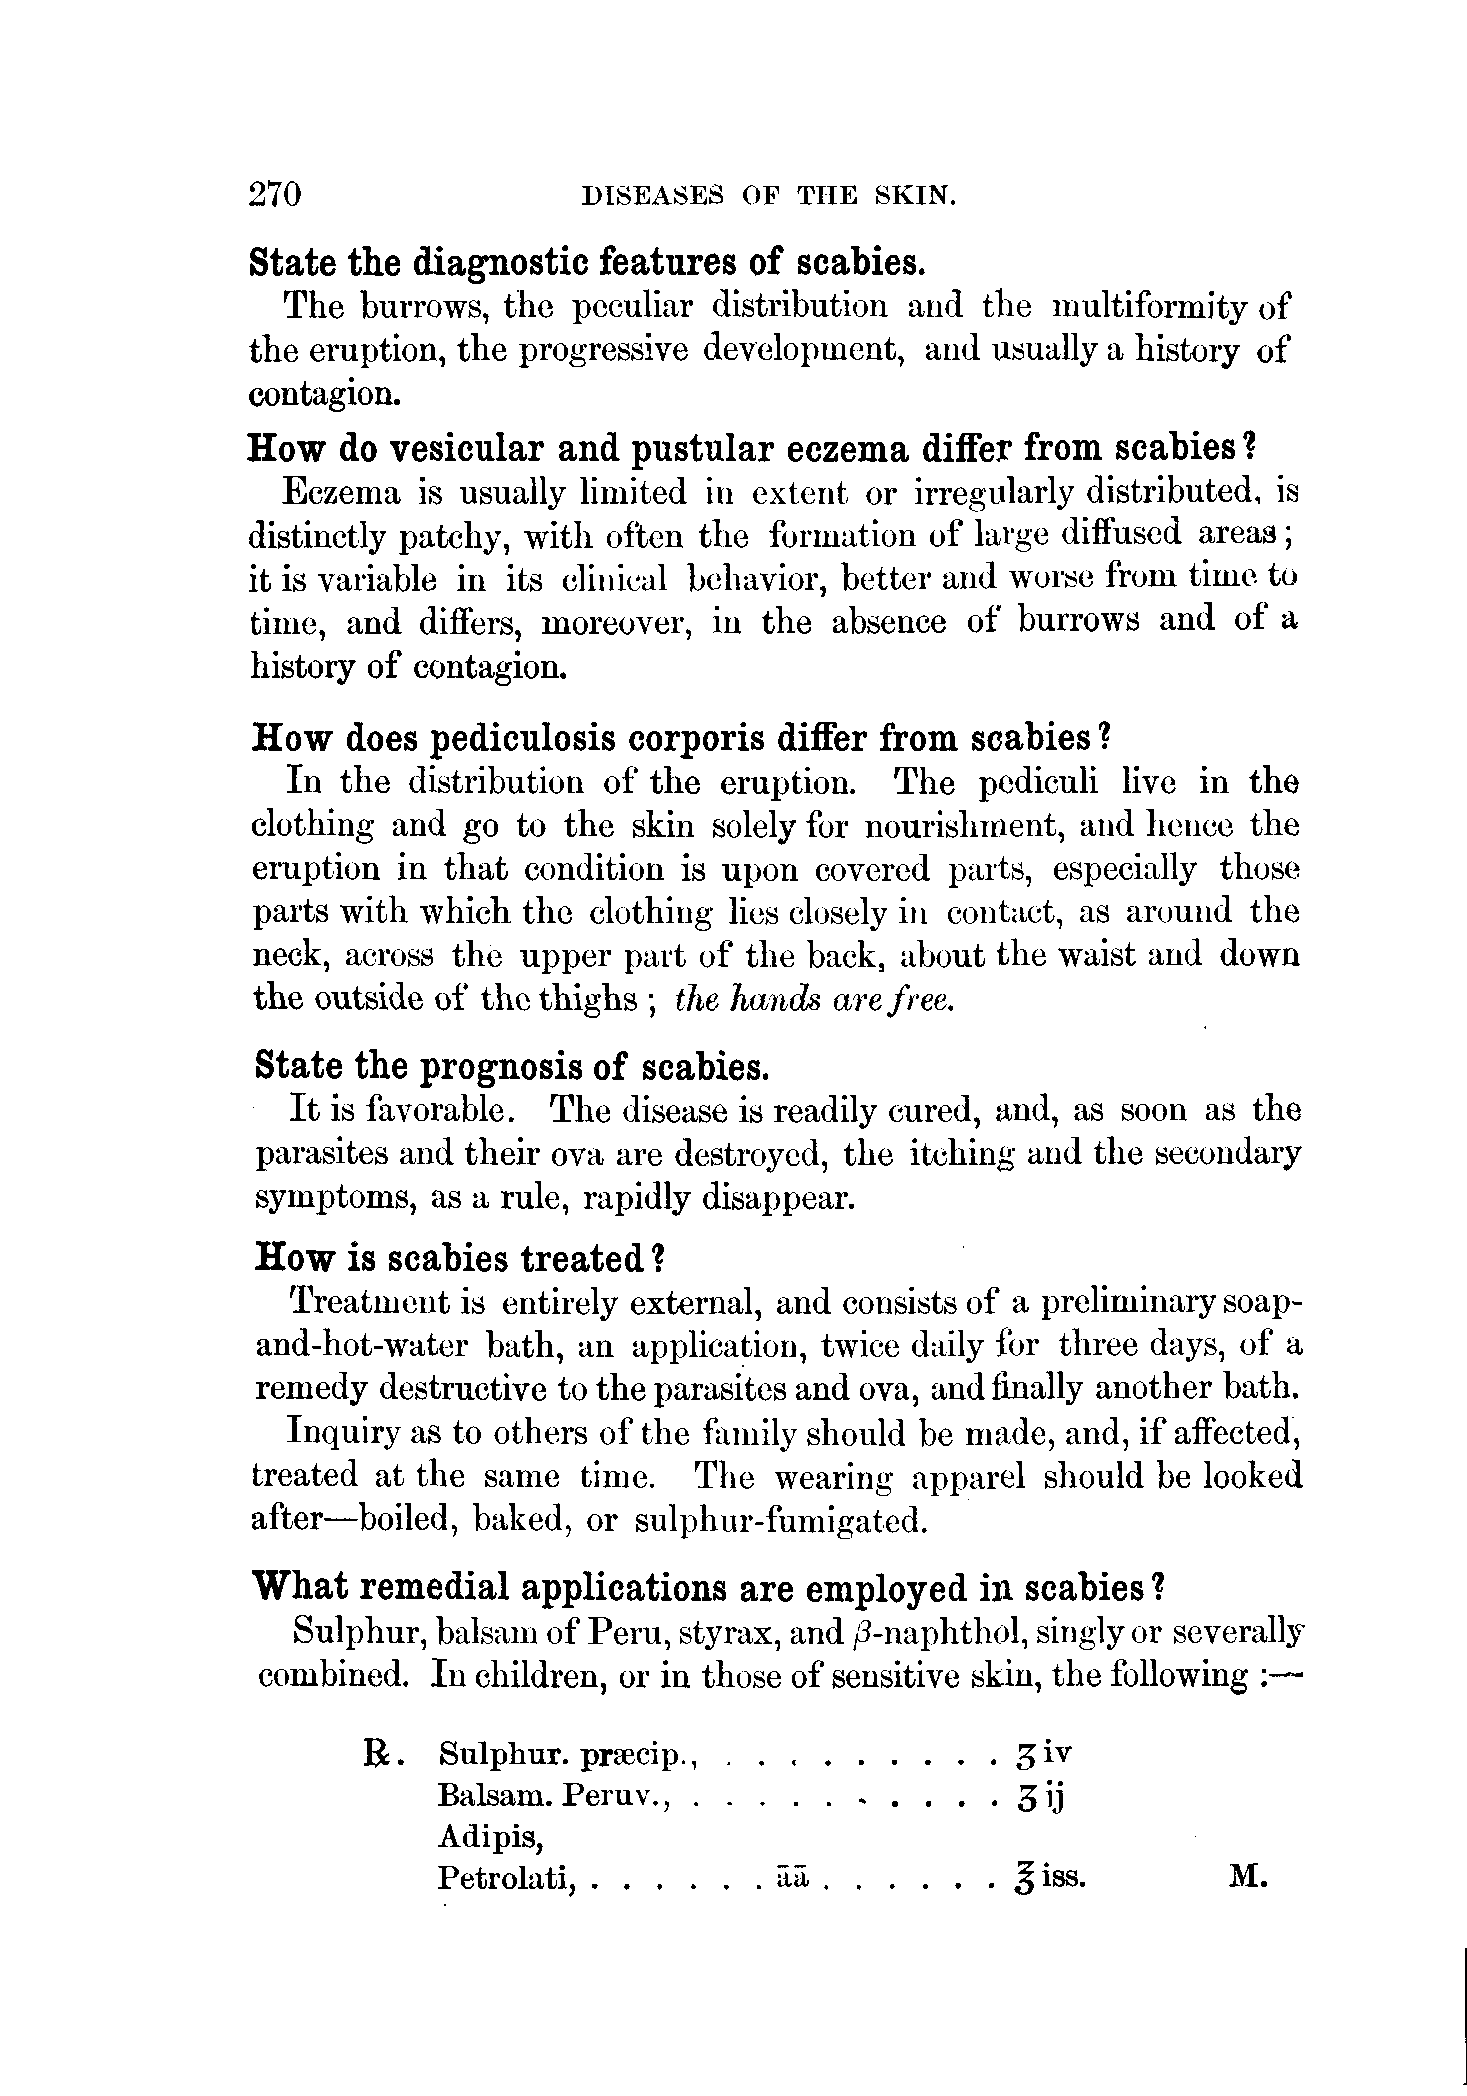 270 DISEASES OF THE SKIN.
State the diagnostic features of scabies.
The burrows, the peculiar distribution and the multiformity of
the eruption, the progressive development, and usually a history of
contagion.
How do vesicular and pustular eczema differ from scabies?
Eczema is usually limited in extent or irregularly distributed, is
distinctly patchy, with often the formation of large diffused areas;
it is variable in its clinical behavior, better and worse from time to
time, and differs, moreover, in the absence of burrows and of a
history of contagion.
How does pediculosis corporis differ from scabies?
In the distribution of the eruption. The pediculi live in the
clothing and go to the skin solely for nourishment, and hence the
eruption in that condition is upon covered parts, especially those
parts with which the clothing lies closely in contact, as around the
neck, across the upper part of the back, about the waist and down
the outside of the thighs; the hands are free.
State the prognosis of scabies.
It is favorable. The disease is readily cured, and, as soon as the
parasites and their ova are destroyed, the itching and the secondary
symptoms, as a rule, rapidly disappear.
How is scabies treated?
Treatment is entirely external, and consists of a preliminary soap-
and-hot-water bath, an application, twice daily for three days, of a
remedy destructive to the parasites and ova, and finally another bath.
Inquiry as to others of the family should be made, and, if affected,
treated at the same time. The wearing apparel should be looked
after—boiled, baked, or sulphur-fumigated.
What remedial applications are employed in scabies?
Sulphur, balsam of Peru, styrax, and β-naphthol, singly or severally
combined. In children, or in those of sensitive skin, the following:—
℞. Sulphur. præcip., . . . . . . . . . ʒiv
Balsam. Peruv., . . . . . . . . . . ʒij
Adipis,
Petrolati, . . . . . . āā . . . . . . ℥iss. M.